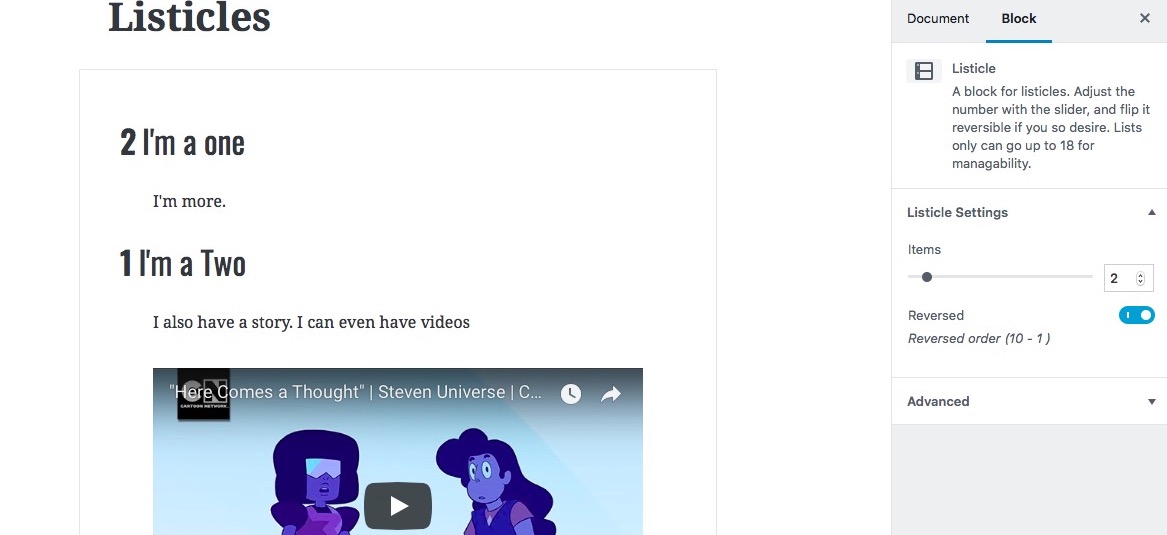 Listicles
2 I'm a one
I'm more.
1 I'm a Two
I also have a story. I can even have videos
"Here Comes a Thought" | Steven Universe | C...
CN
CARTOON NETWORK
Document
Block
×
Listicle
A block for listicles. Adjust the
number with the slider, and flip it
reversible if you so desire. Lists
only can go up to 18 for
managability.
Listicle Settings
Items
2
Reversed
Reversed order (10 - 1 )
Advanced